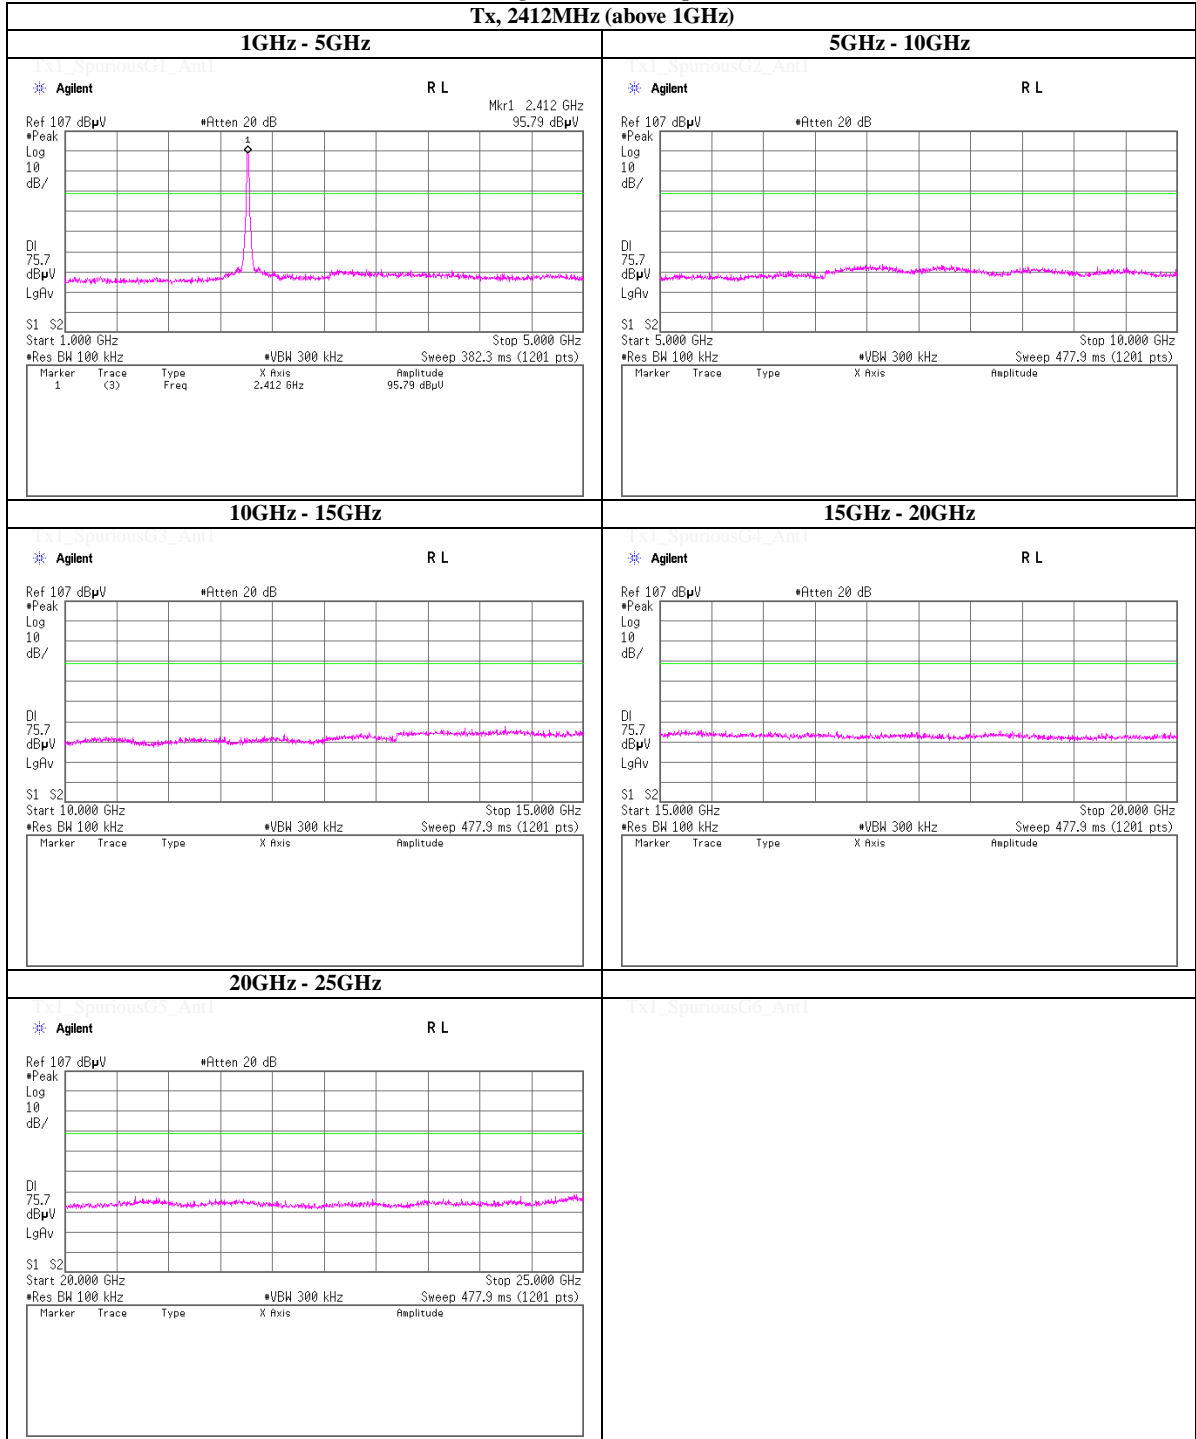 Tx, 2412MHz (above 1GHz)
1GHz - 5GHz
Tx1_SpuriousG1_Ant1
Agilent
R L
Mkr1 2.412 GHz
Ref 107 dBµV #Atten 20 dB 95.79 dBµV
#Peak
Log
10
dB/
1
DI
75.7
dBµV
LgAv
S1 S2
Start 1.000 GHz Stop 5.000 GHz
#Res BW 100 kHz #VBW 300 kHz Sweep 382.3 ms (1201 pts)
Marker Trace Type X Axis Amplitude
1 (3) Freq 2.412 GHz 95.79 dBµV
5GHz - 10GHz
Tx1_SpuriousG2_Ant1
Agilent
R L
Ref 107 dBµV #Atten 20 dB
#Peak
Log
10
dB/
DI
75.7
dBµV
LgAv
S1 S2
Start 5.000 GHz Stop 10.000 GHz
#Res BW 100 kHz #VBW 300 kHz Sweep 477.9 ms (1201 pts)
Marker Trace Type X Axis Amplitude
10GHz - 15GHz
Tx1_SpuriousG3_Ant1
Agilent
R L
Ref 107 dBµV #Atten 20 dB
#Peak
Log
10
dB/
DI
75.7
dBµV
LgAv
S1 S2
Start 10.000 GHz Stop 15.000 GHz
#Res BW 100 kHz #VBW 300 kHz Sweep 477.9 ms (1201 pts)
Marker Trace Type X Axis Amplitude
15GHz - 20GHz
Tx1_SpuriousG4_Ant1
Agilent
R L
Ref 107 dBµV #Atten 20 dB
#Peak
Log
10
dB/
DI
75.7
dBµV
LgAv
S1 S2
Start 15.000 GHz Stop 20.000 GHz
#Res BW 100 kHz #VBW 300 kHz Sweep 477.9 ms (1201 pts)
Marker Trace Type X Axis Amplitude
20GHz - 25GHz
Tx1_SpuriousG5_Ant1
Agilent
R L
Ref 107 dBµV #Atten 20 dB
#Peak
Log
10
dB/
DI
75.7
dBµV
LgAv
S1 S2
Start 20.000 GHz Stop 25.000 GHz
#Res BW 100 kHz #VBW 300 kHz Sweep 477.9 ms (1201 pts)
Marker Trace Type X Axis Amplitude
Tx1_SpuriousG6_Ant1